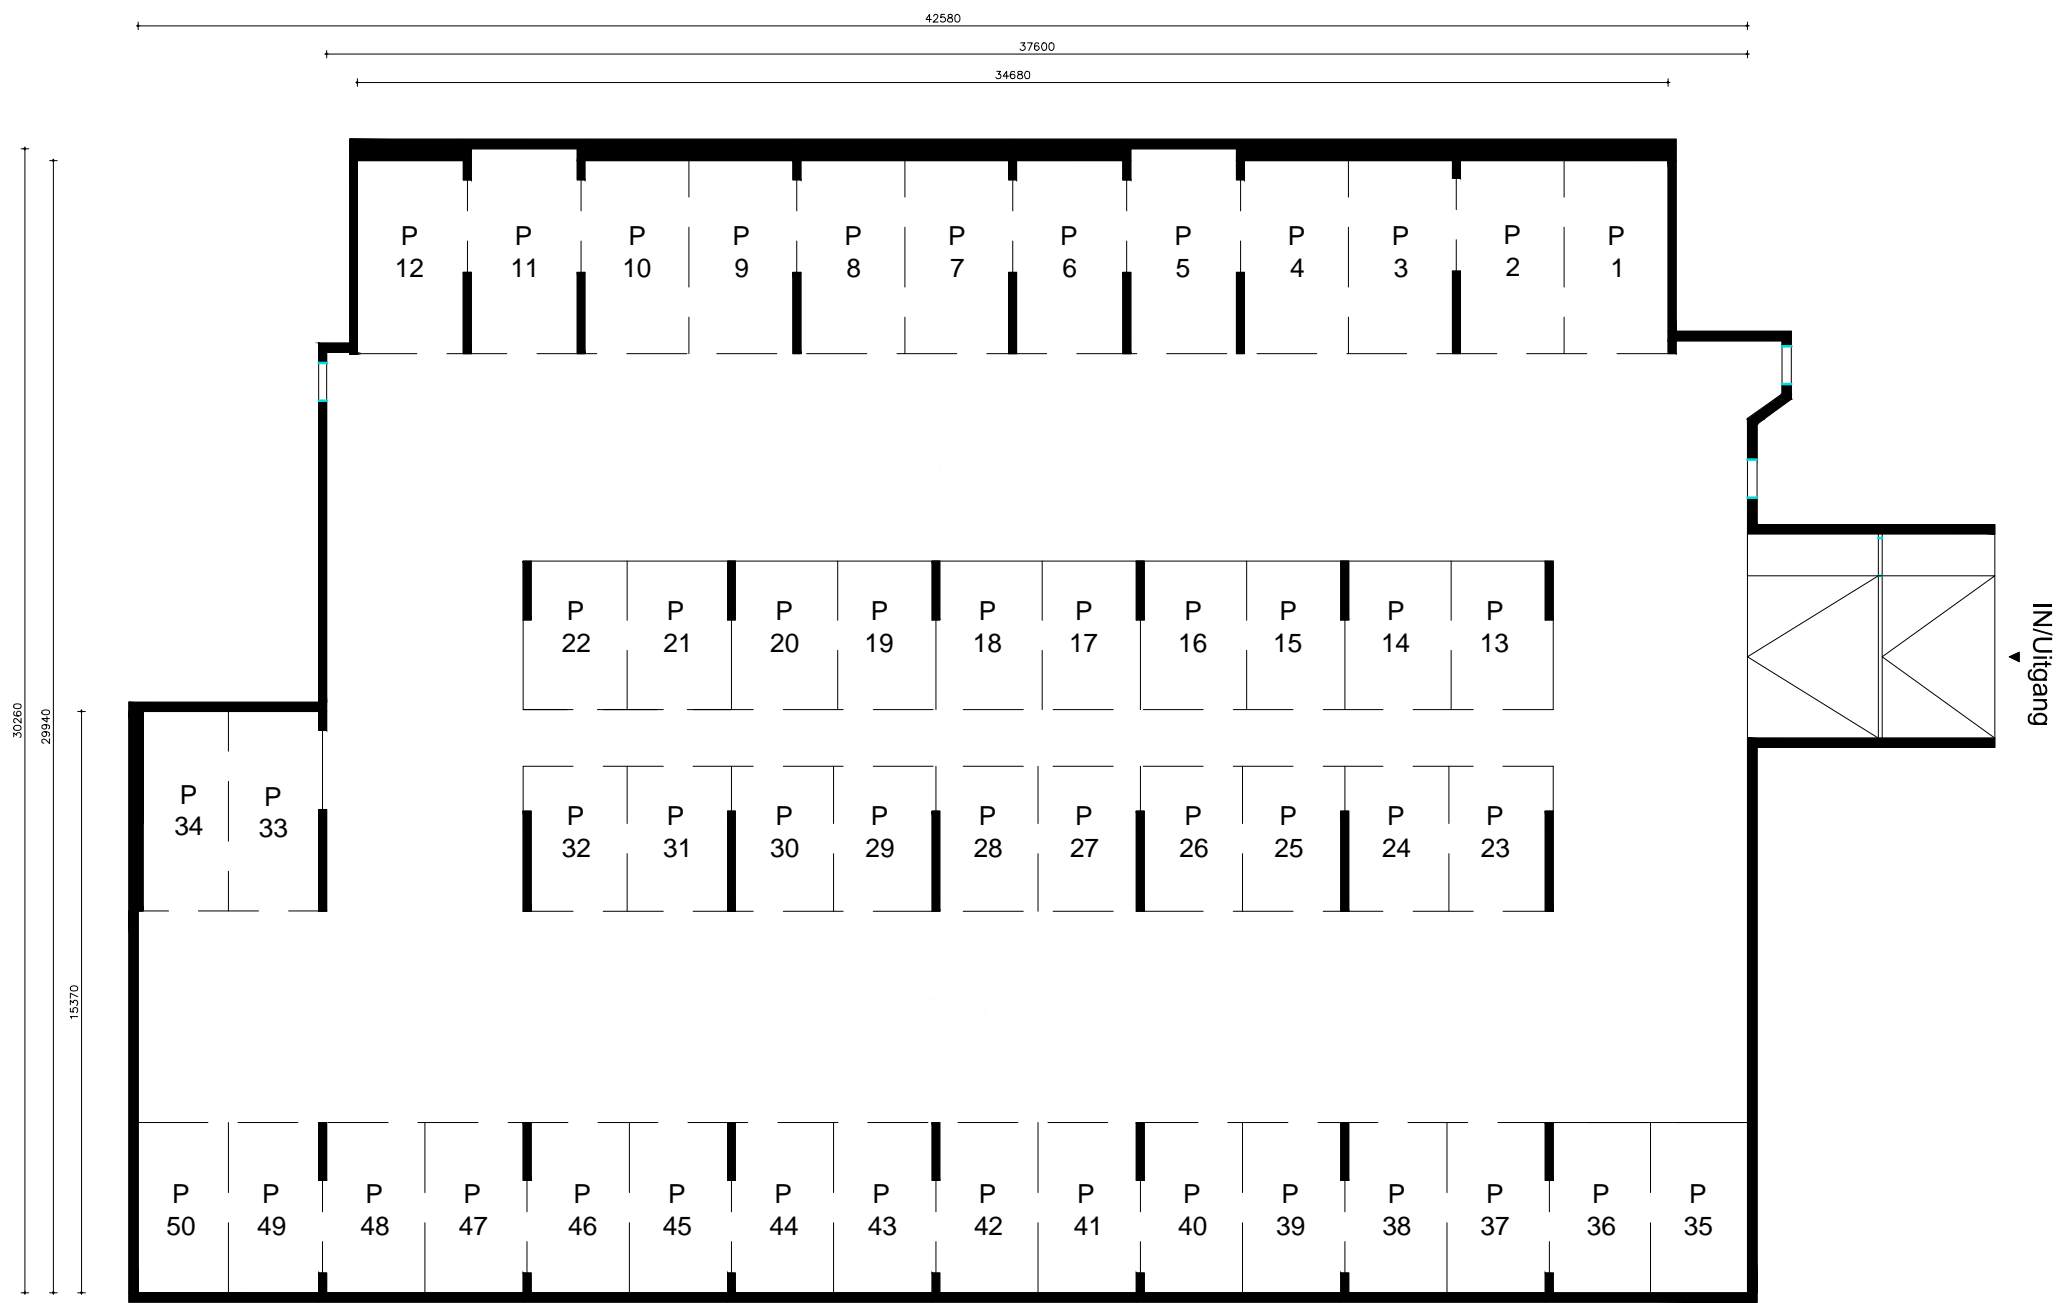 42580
37600
34680
P P P P P P P P P P P P
12 11 10 9 8 7 6 5 4 3 2 1
P P P P P P P P P P
22 21 20 19 18 17 16 15 14 13
IN/Uitgang
30260
29940
P P
34 33
P P P P P P P P P P
32 31 30 29 28 27 26 25 24 23
15370
P P P P P P P P P P P P P P P P
50 49 48 47 46 45 44 43 42 41 40 39 38 37 36 35